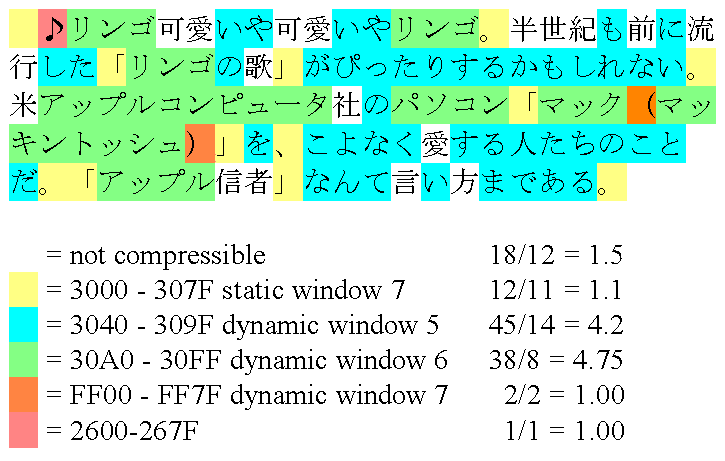 ♪リンゴ可愛いや可愛いやリンゴ。半世紀も前に流
行した「リンゴの歌」がぴったりするかもしれない。
米アップルコンピュータ社のパソコン「マック（マッ
キントッシュ）」を、こよなく愛する人たちのこと
だ。「アップル信者」なんて言い方まである。
= not compressible 18/12 = 1.5
= 3000 - 307F static window 7 12/11 = 1.1
= 3040 - 309F dynamic window 5 45/14 = 4.2
= 30A0 - 30FF dynamic window 6 38/8 = 4.75
= FF00 - FF7F dynamic window 7 2/2 = 1.00
= 2600-267F 1/1 = 1.00